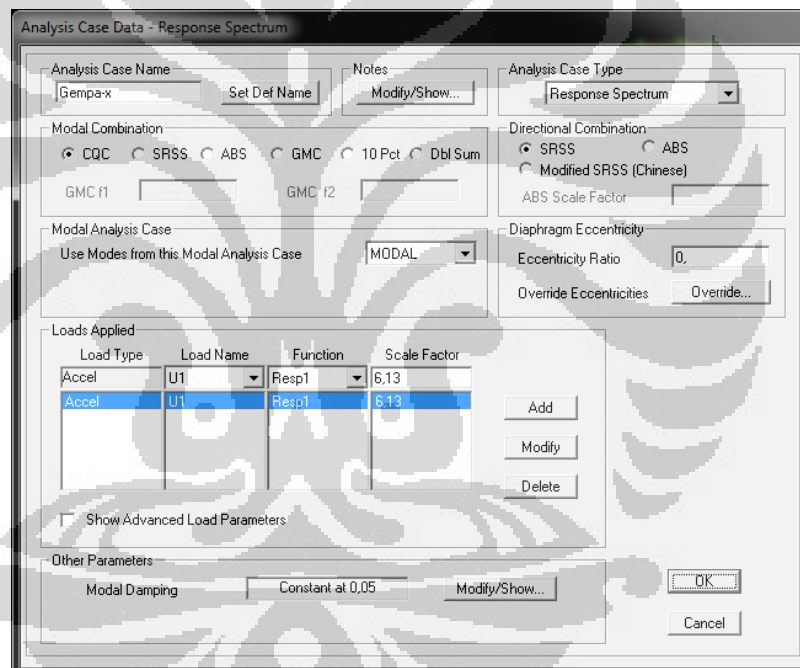 Analysis Case Data - Response Spectrum
Analysis Case Name
Gempa-x
Set Def Name
Notes
Modify/Show...
Analysis Case Type
Response Spectrum
Modal Combination
CQC SRSS ABS GMC 10 Pct Dbl Sum
GMC f1 GMC f2
Directional Combination
SRSS ABS
Modified SRSS (Chinese)
ABS Scale Factor
Modal Analysis Case
Use Modes from this Modal Analysis Case MODAL
Diaphragm Eccentricity
Eccentricity Ratio 0,
Override Eccentricities Override...
Loads Applied
Load Type Load Name Function Scale Factor
Accel U1 Resp1 6,13
Accel U1 Resp1 6,13
Add
Modify
Delete
Show Advanced Load Parameters
Other Parameters
Modal Damping Constant at 0,05 Modify/Show...
OK
Cancel